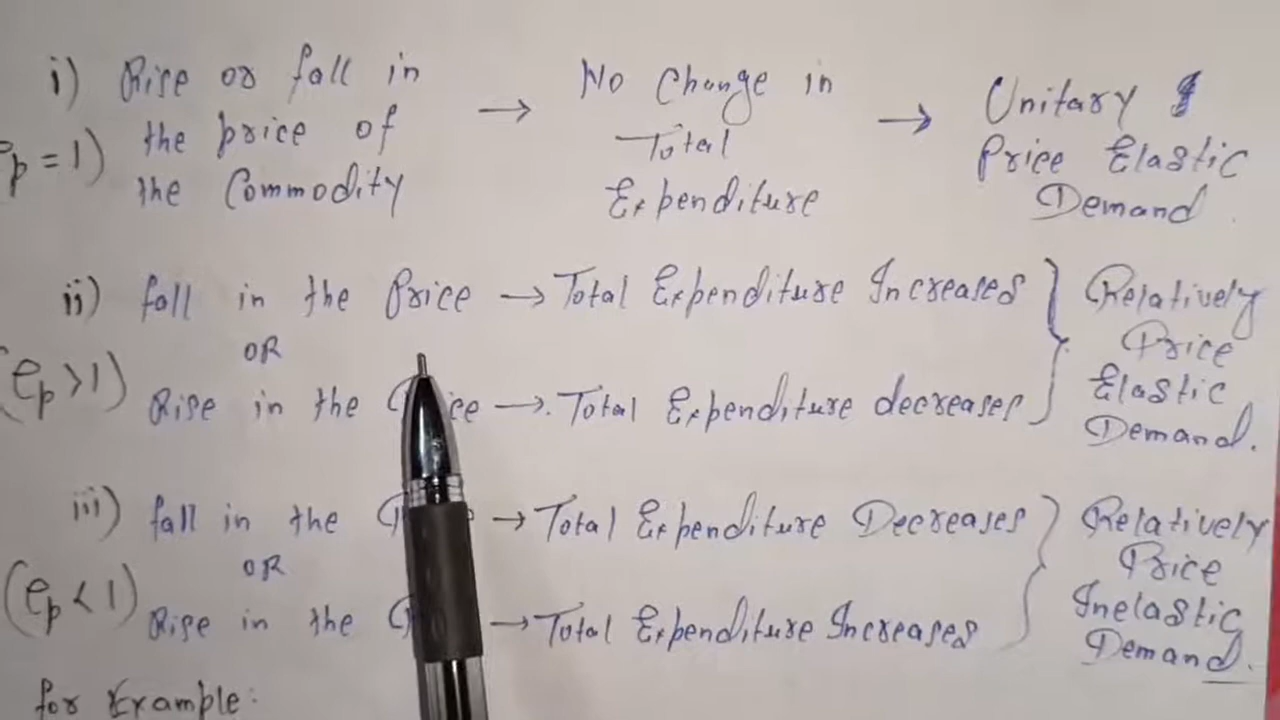 i) Rise or fall in → No Change in → Unitary
(ep = 1) the price of Total Price Elastic
the Commodity Expenditure Demand.
ii) fall in the Price → Total Expenditure Increases Relatively
OR Price
(ep > 1) Rise in the → Total Expenditure decreases Elastic
Demand.
iii) fall in the → Total Expenditure Decreases Relatively
OR Price
(ep < 1) Rise in the → Total Expenditure Increases Inelastic
Demand.
for Example: